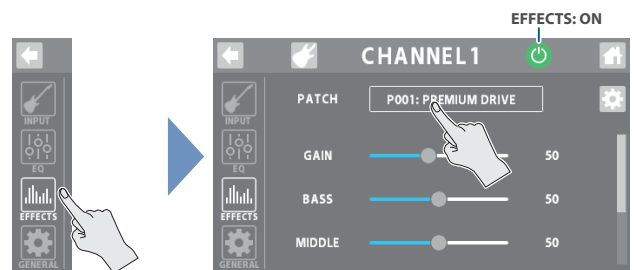 EFFECTS: ON
CHANNEL1
INPUT
EQ
EFFECTS
GENERAL
INPUT
EQ
EFFECTS
GENERAL
PATCH P001: PREMIUM DRIVE
GAIN 50
BASS 50
MIDDLE 50